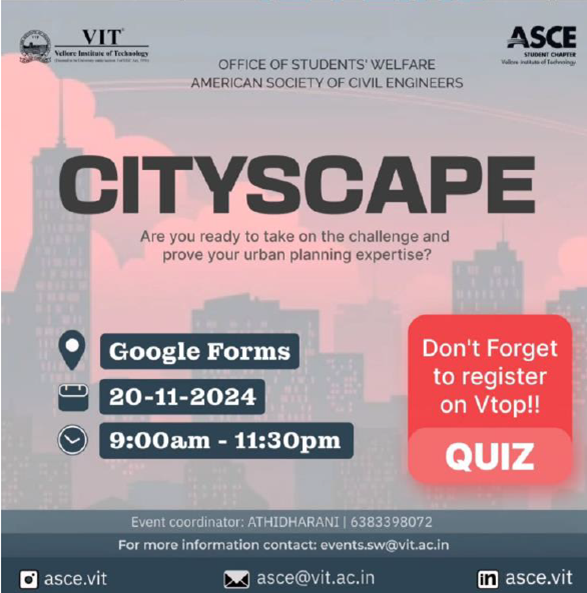 VIT
Vellore Institute of Technology
ASCE
STUDENT CHAPTER
Vellore Institute of Technology
OFFICE OF STUDENTS' WELFARE
AMERICAN SOCIETY OF CIVIL ENGINEERS
CITYSCAPE
Are you ready to take on the challenge and
prove your urban planning expertise?
Google Forms
20-11-2024
9:00am - 11:30pm
Don't Forget
to register
on Vtop!!
QUIZ
Event coordinator: ATHIDHARANI | 6383398072
For more information contact: events.sw@vit.ac.in
asce.vit
asce@vit.ac.in
in asce.vit